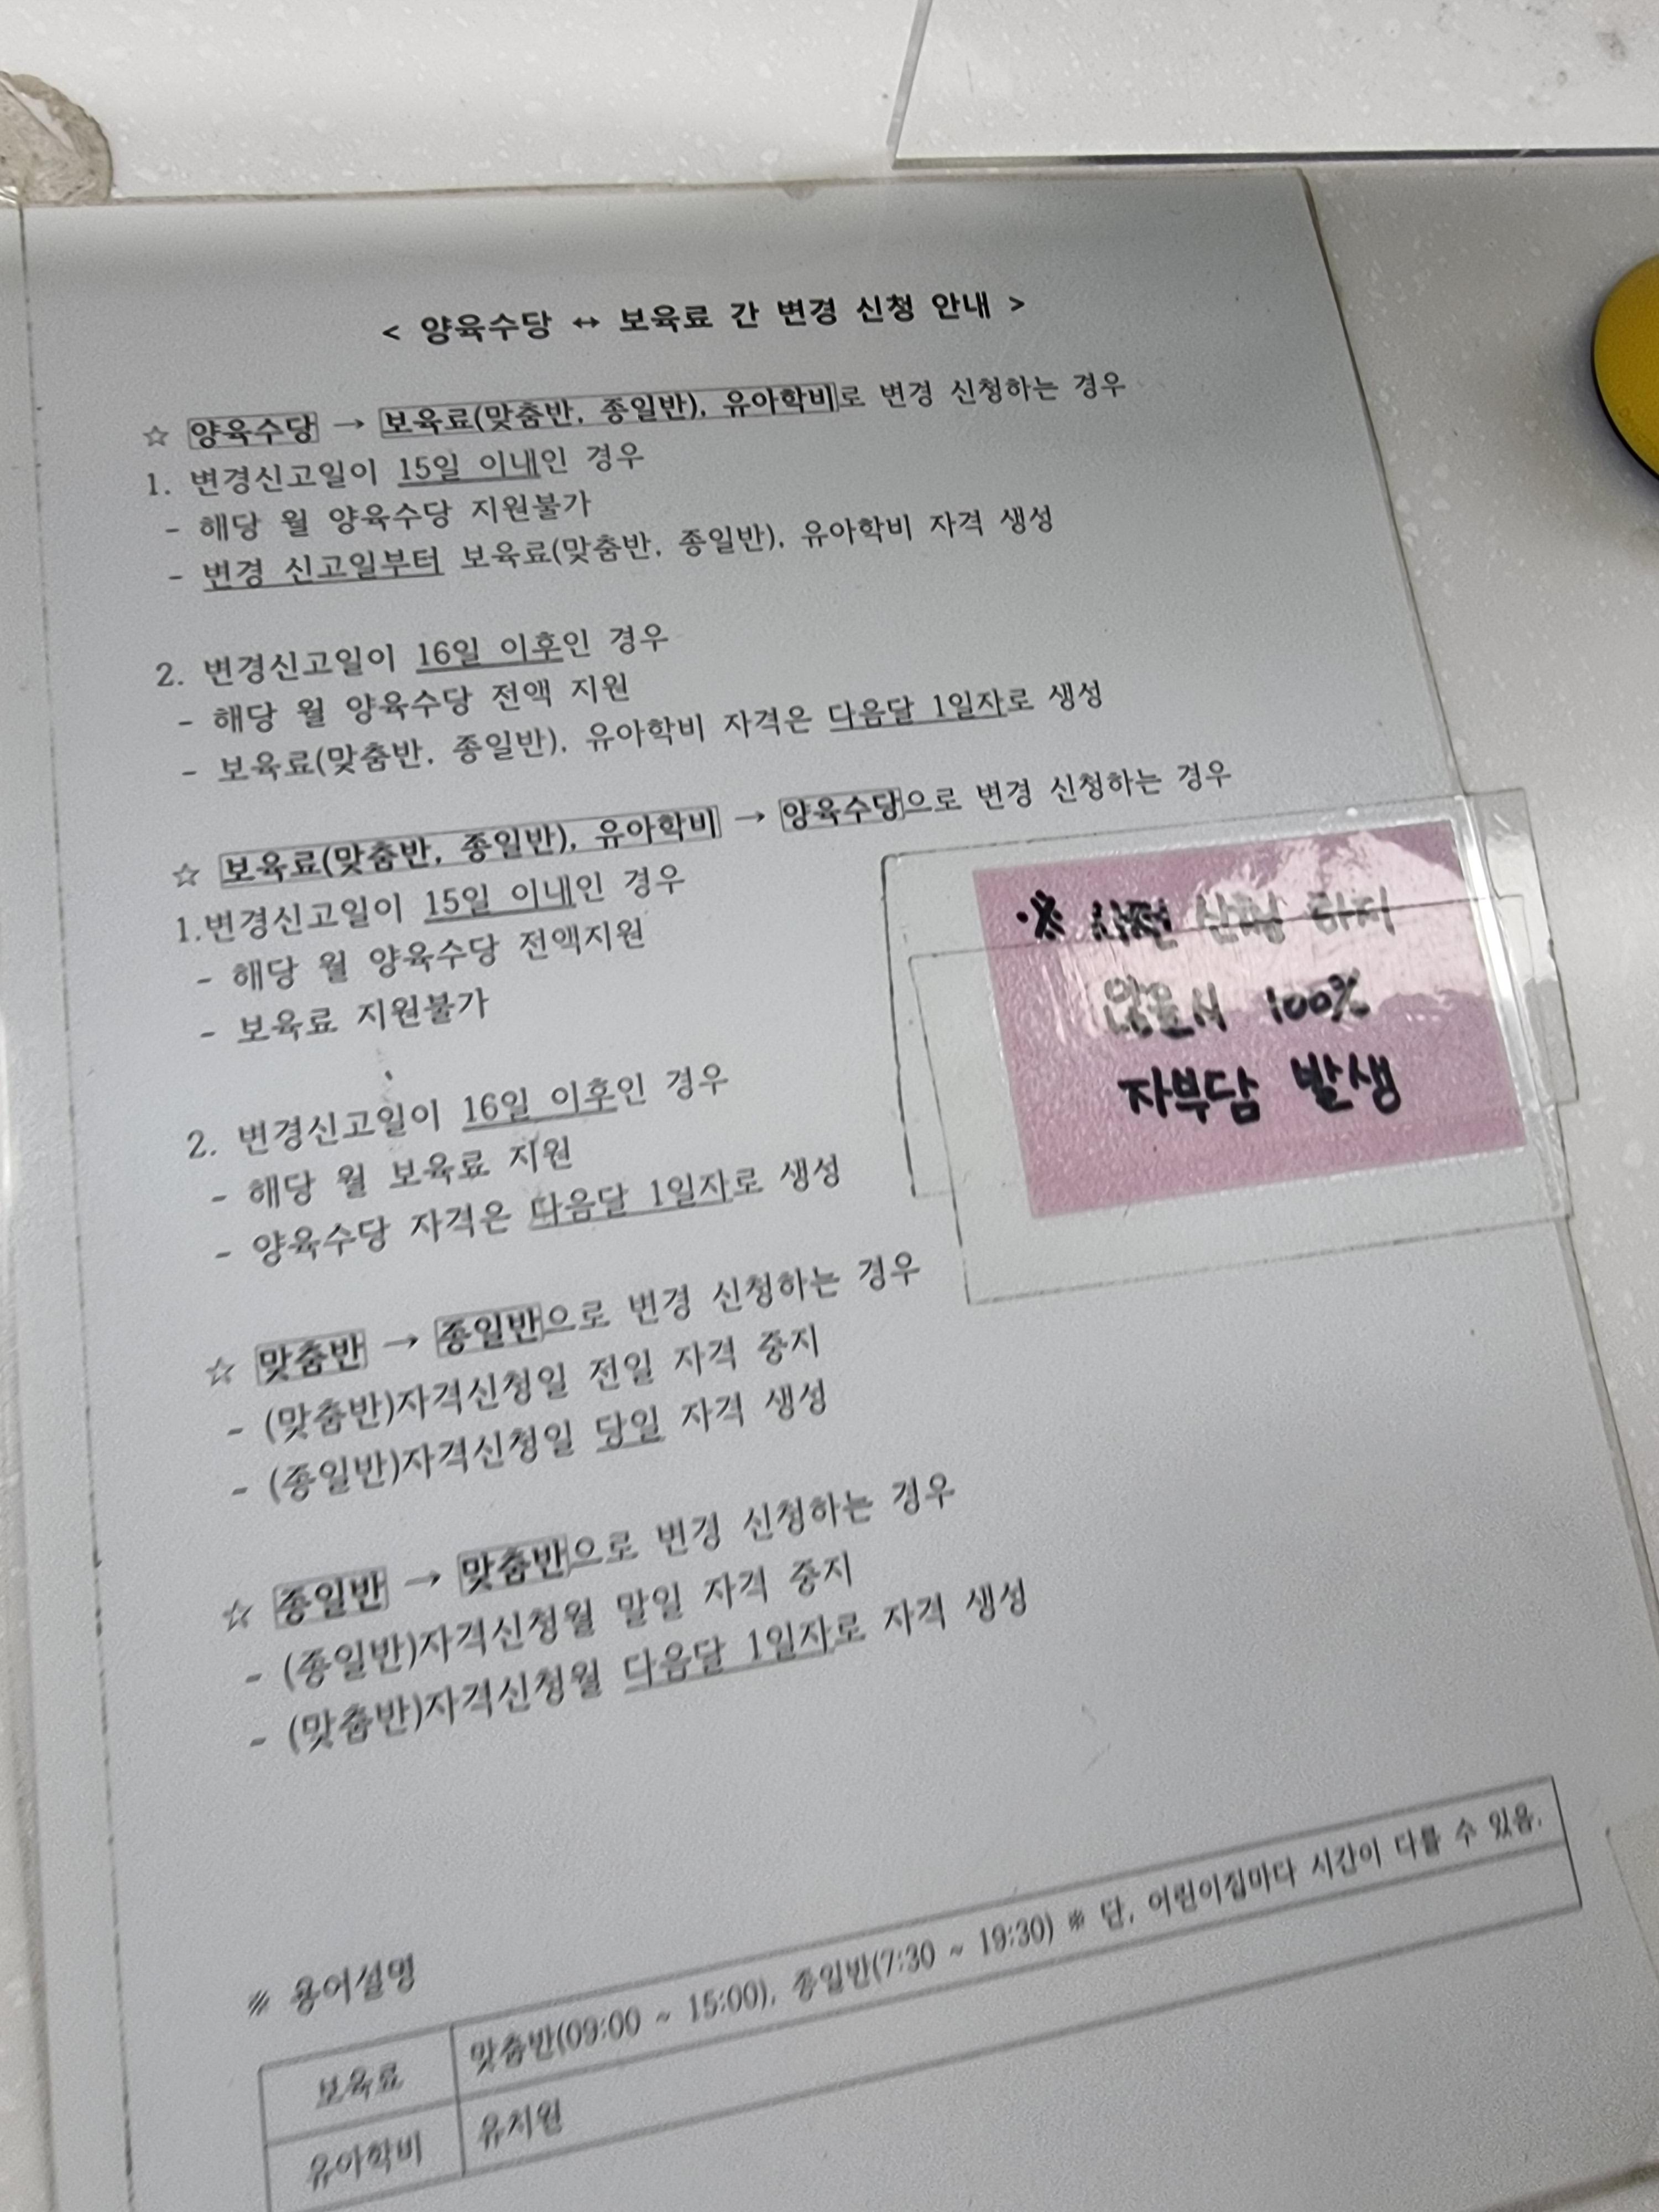 < 양육수당 ↔ 보육료 간 변경 신청 안내 >
☆ 양육수당 → 보육료(맞춤반, 종일반), 유아학비로 변경 신청하는 경우
1. 변경신고일이 15일 이내인 경우
- 해당 월 양육수당 지원불가
- 변경 신고일부터 보육료(맞춤반, 종일반), 유아학비 자격 생성
2. 변경신고일이 16일 이후인 경우
- 해당 월 양육수당 전액 지원
- 보육료(맞춤반, 종일반), 유아학비 자격은 다음달 1일자로 생성
☆ 보육료(맞춤반, 종일반), 유아학비 → 양육수당으로 변경 신청하는 경우
1.변경신고일이 15일 이내인 경우
- 해당 월 양육수당 전액지원
- 보육료 지원불가
2. 변경신고일이 16일 이후인 경우
- 해당 월 보육료 지원
- 양육수당 자격은 다음달 1일자로 생성
※ 사전 신청 하지
않을시 100%
자부담 발생
☆ 맞춤반 → 종일반으로 변경 신청하는 경우
- (맞춤반)자격신청일 전일 자격 중지
- (종일반)자격신청일 당일 자격 생성
☆ 종일반 → 맞춤반으로 변경 신청하는 경우
- (종일반)자격신청월 말일 자격 중지
- (맞춤반)자격신청월 다음달 1일자로 자격 생성
※ 용어설명
보육료 맞춤반(09:00 ~ 15:00), 종일반(7:30 ~ 19:30) ※ 단, 어린이집마다 시간이 다를 수 있음.
유아학비 유치원